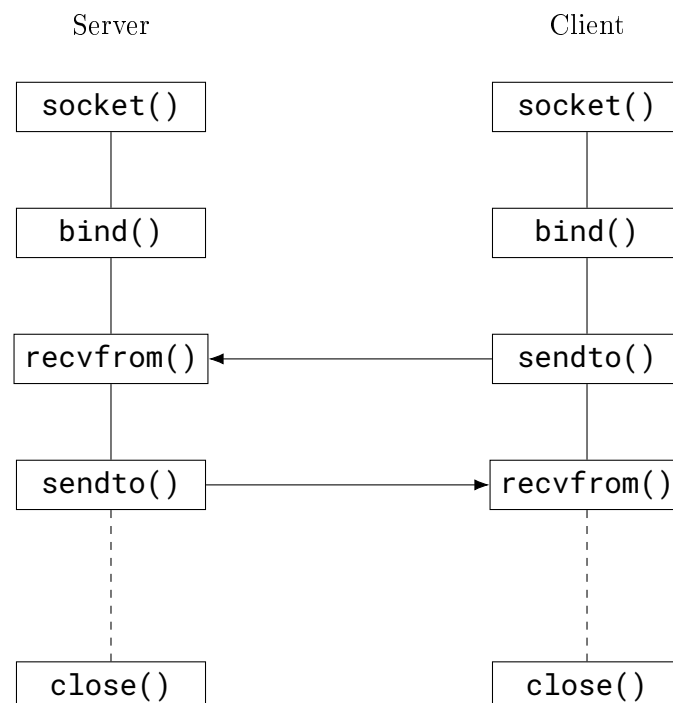 Server Client
socket() socket()
bind() bind()
recvfrom() sendto()
sendto() recvfrom()
close() close()